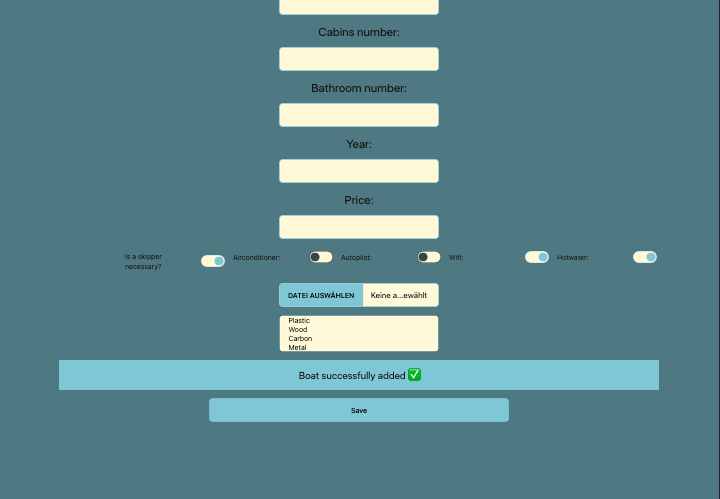 Cabins number:
Bathroom number:
Year:
Price:
Is a skipper
necessary?
Airconditioner:
Autopilot:
Wifi:
Hotwater:
DATEI AUSWÄHLEN Keine a...ewählt
Plastic
Wood
Carbon
Metal
Boat successfully added ✅
Save